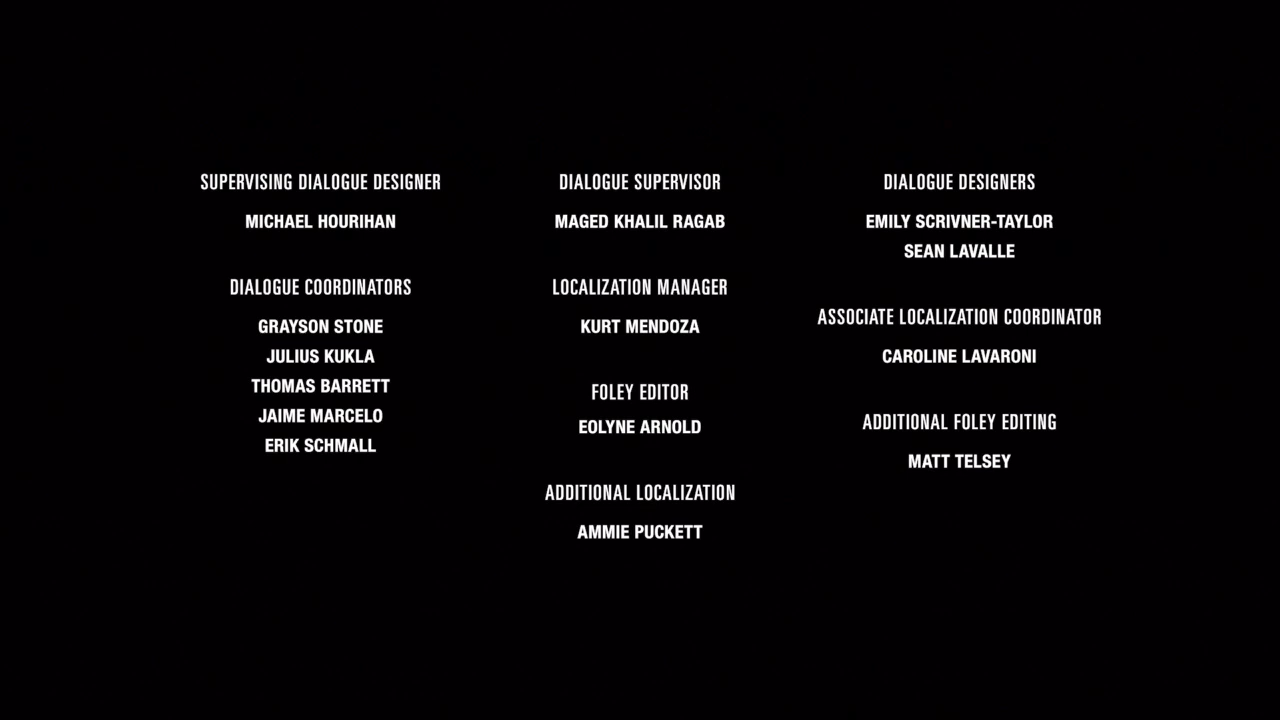 SUPERVISING DIALOGUE DESIGNER
MICHAEL HOURIHAN
DIALOGUE COORDINATORS
GRAYSON STONE
JULIUS KUKLA
THOMAS BARRETT
JAIME MARCELO
ERIK SCHMALL
DIALOGUE SUPERVISOR
MAGED KHALIL RAGAB
LOCALIZATION MANAGER
KURT MENDOZA
FOLEY EDITOR
EOLYNE ARNOLD
ADDITIONAL LOCALIZATION
AMMIE PUCKETT
DIALOGUE DESIGNERS
EMILY SCRIVNER-TAYLOR
SEAN LAVALLE
ASSOCIATE LOCALIZATION COORDINATOR
CAROLINE LAVARONI
ADDITIONAL FOLEY EDITING
MATT TELSEY